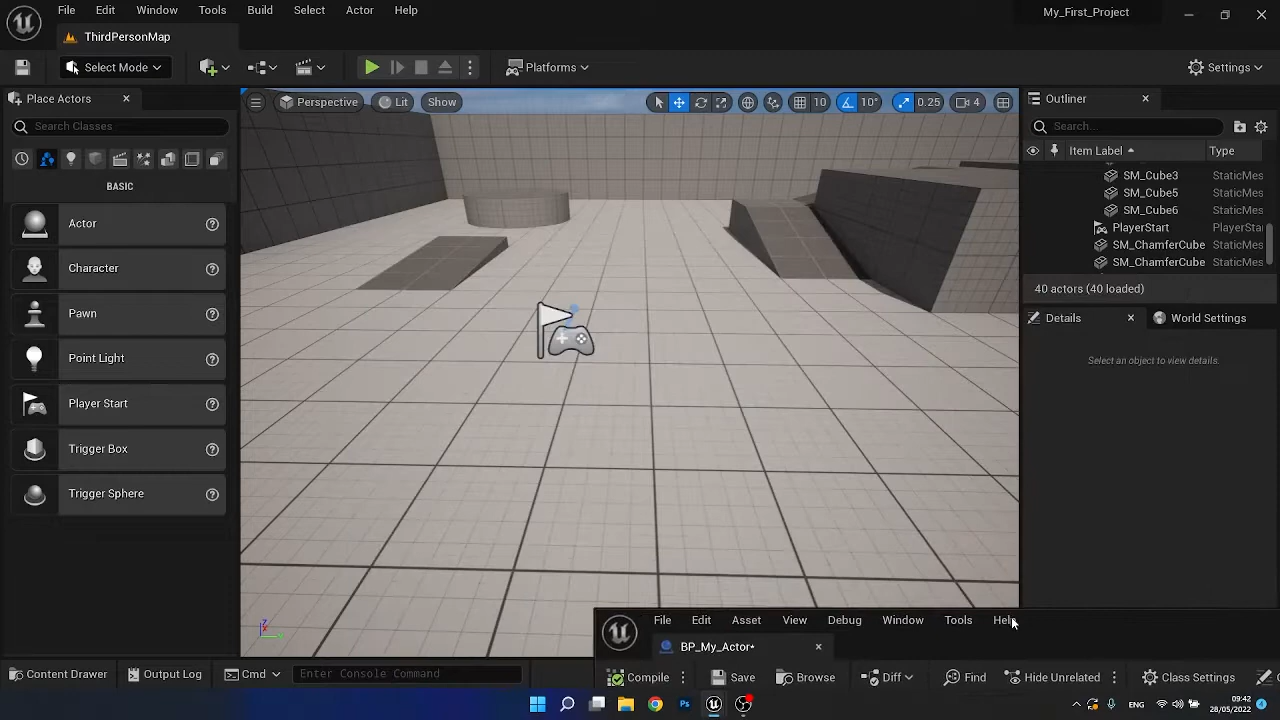 File Edit Window Tools Build Select Actor Help
My_First_Project
ThirdPersonMap
Select Mode
Platforms
Settings
Place Actors
Perspective Lit Show
10 10° 0.25 4
Outliner
Search Classes
Search...
Item Label Type
BASIC
SM_Cube3 StaticMes
SM_Cube5 StaticMes
SM_Cube6 StaticMes
PlayerStart PlayerStar
SM_ChamferCube StaticMes
SM_ChamferCube StaticMes
40 actors (40 loaded)
Details World Settings
Select an object to view details.
Actor
Character
Pawn
Point Light
Player Start
Trigger Box
Trigger Sphere
File Edit Asset View Debug Window Tools Help
BP_My_Actor*
Compile Save Browse Diff Find Hide Unrelated Class Settings
Content Drawer Output Log Cmd Enter Console Command
ENG 09:42
28/05/2022